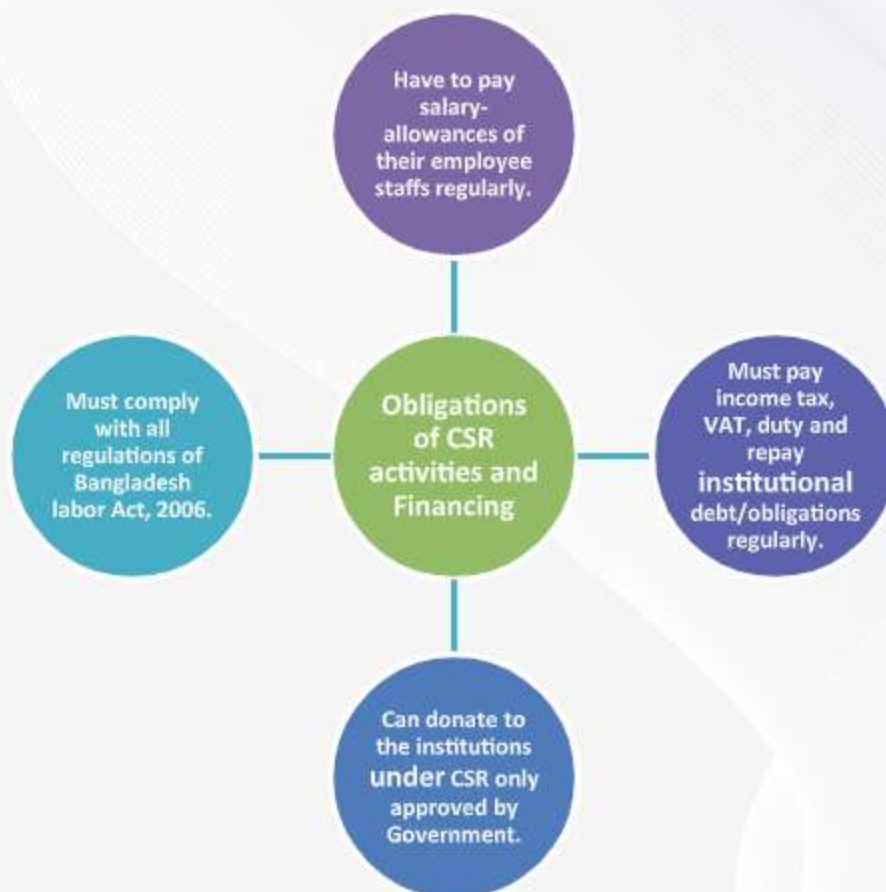 Have to pay
salary-
allowances of
their employee
staffs regularly.
Must comply
with all
regulations of
Bangladesh
labor Act, 2006.
Obligations
of CSR
activities and
Financing
Must pay
income tax,
VAT, duty and
repay
institutional
debt/obligations
regularly.
Can donate to
the institutions
under CSR only
approved by
Government.